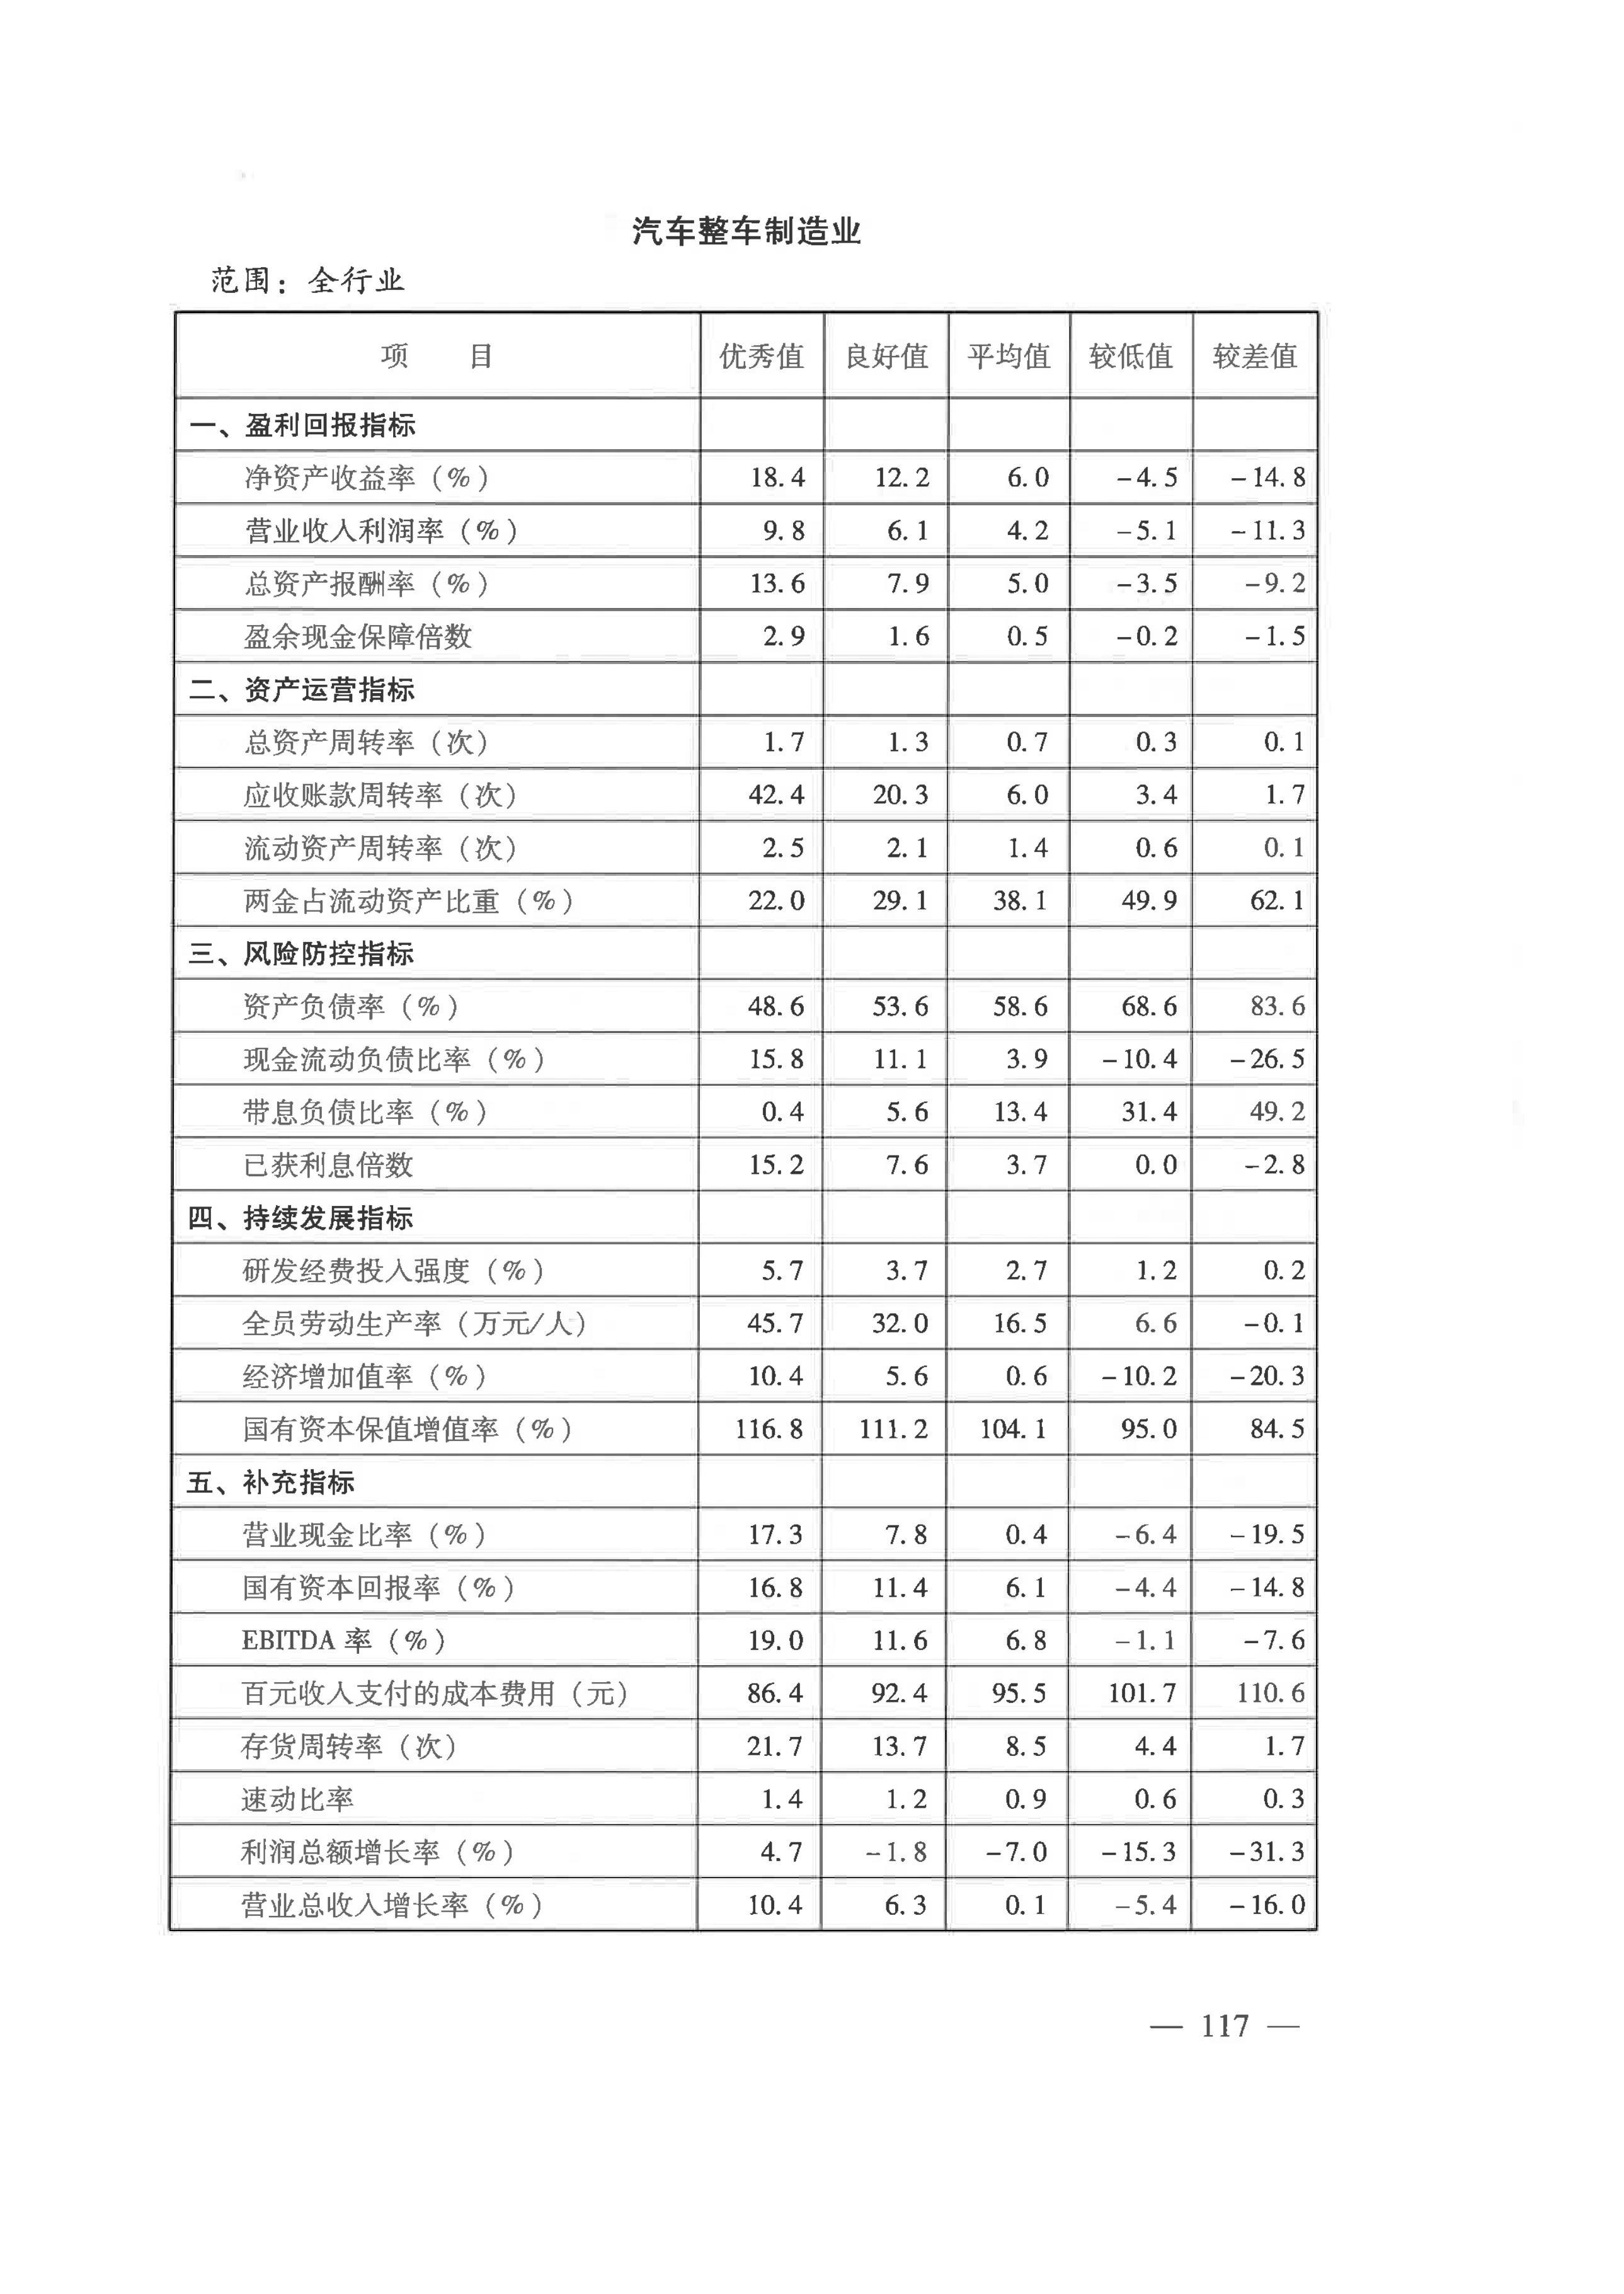 汽车整车制造业
范围：全行业
项 目 优秀值 良好值 平均值 较低值 较差值
一、盈利回报指标
净资产收益率（%） 18.4 12.2 6.0 -4.5 -14.8
营业收入利润率（%） 9.8 6.1 4.2 -5.1 -11.3
总资产报酬率（%） 13.6 7.9 5.0 -3.5 -9.2
盈余现金保障倍数 2.9 1.6 0.5 -0.2 -1.5
二、资产运营指标
总资产周转率（次） 1.7 1.3 0.7 0.3 0.1
应收账款周转率（次） 42.4 20.3 6.0 3.4 1.7
流动资产周转率（次） 2.5 2.1 1.4 0.6 0.1
两金占流动资产比重（%） 22.0 29.1 38.1 49.9 62.1
三、风险防控指标
资产负债率（%） 48.6 53.6 58.6 68.6 83.6
现金流动负债比率（%） 15.8 11.1 3.9 -10.4 -26.5
带息负债比率（%） 0.4 5.6 13.4 31.4 49.2
已获利息倍数 15.2 7.6 3.7 0.0 -2.8
四、持续发展指标
研发经费投入强度（%） 5.7 3.7 2.7 1.2 0.2
全员劳动生产率（万元/人） 45.7 32.0 16.5 6.6 -0.1
经济增加值率（%） 10.4 5.6 0.6 -10.2 -20.3
国有资本保值增值率（%） 116.8 111.2 104.1 95.0 84.5
五、补充指标
营业现金比率（%） 17.3 7.8 0.4 -6.4 -19.5
国有资本回报率（%） 16.8 11.4 6.1 -4.4 -14.8
EBITDA 率（%） 19.0 11.6 6.8 -1.1 -7.6
百元收入支付的成本费用（元） 86.4 92.4 95.5 101.7 110.6
存货周转率（次） 21.7 13.7 8.5 4.4 1.7
速动比率 1.4 1.2 0.9 0.6 0.3
利润总额增长率（%） 4.7 -1.8 -7.0 -15.3 -31.3
营业总收入增长率（%） 10.4 6.3 0.1 -5.4 -16.0
— 117 —